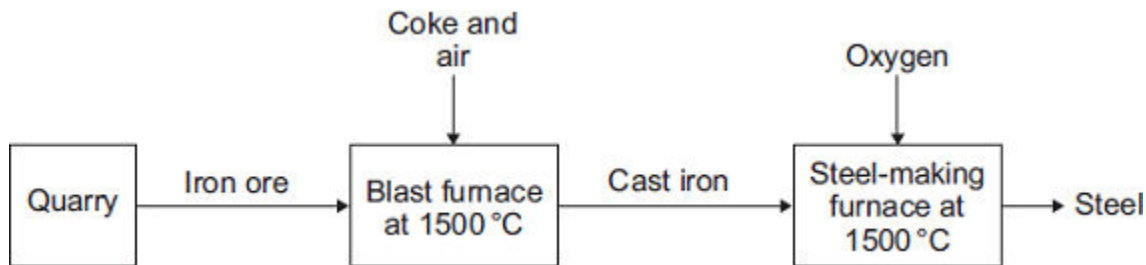 Coke and
air
Oxygen
Quarry
Iron ore
Blast furnace
at 1500 °C
Cast iron
Steel-making
furnace at
1500 °C
Steel